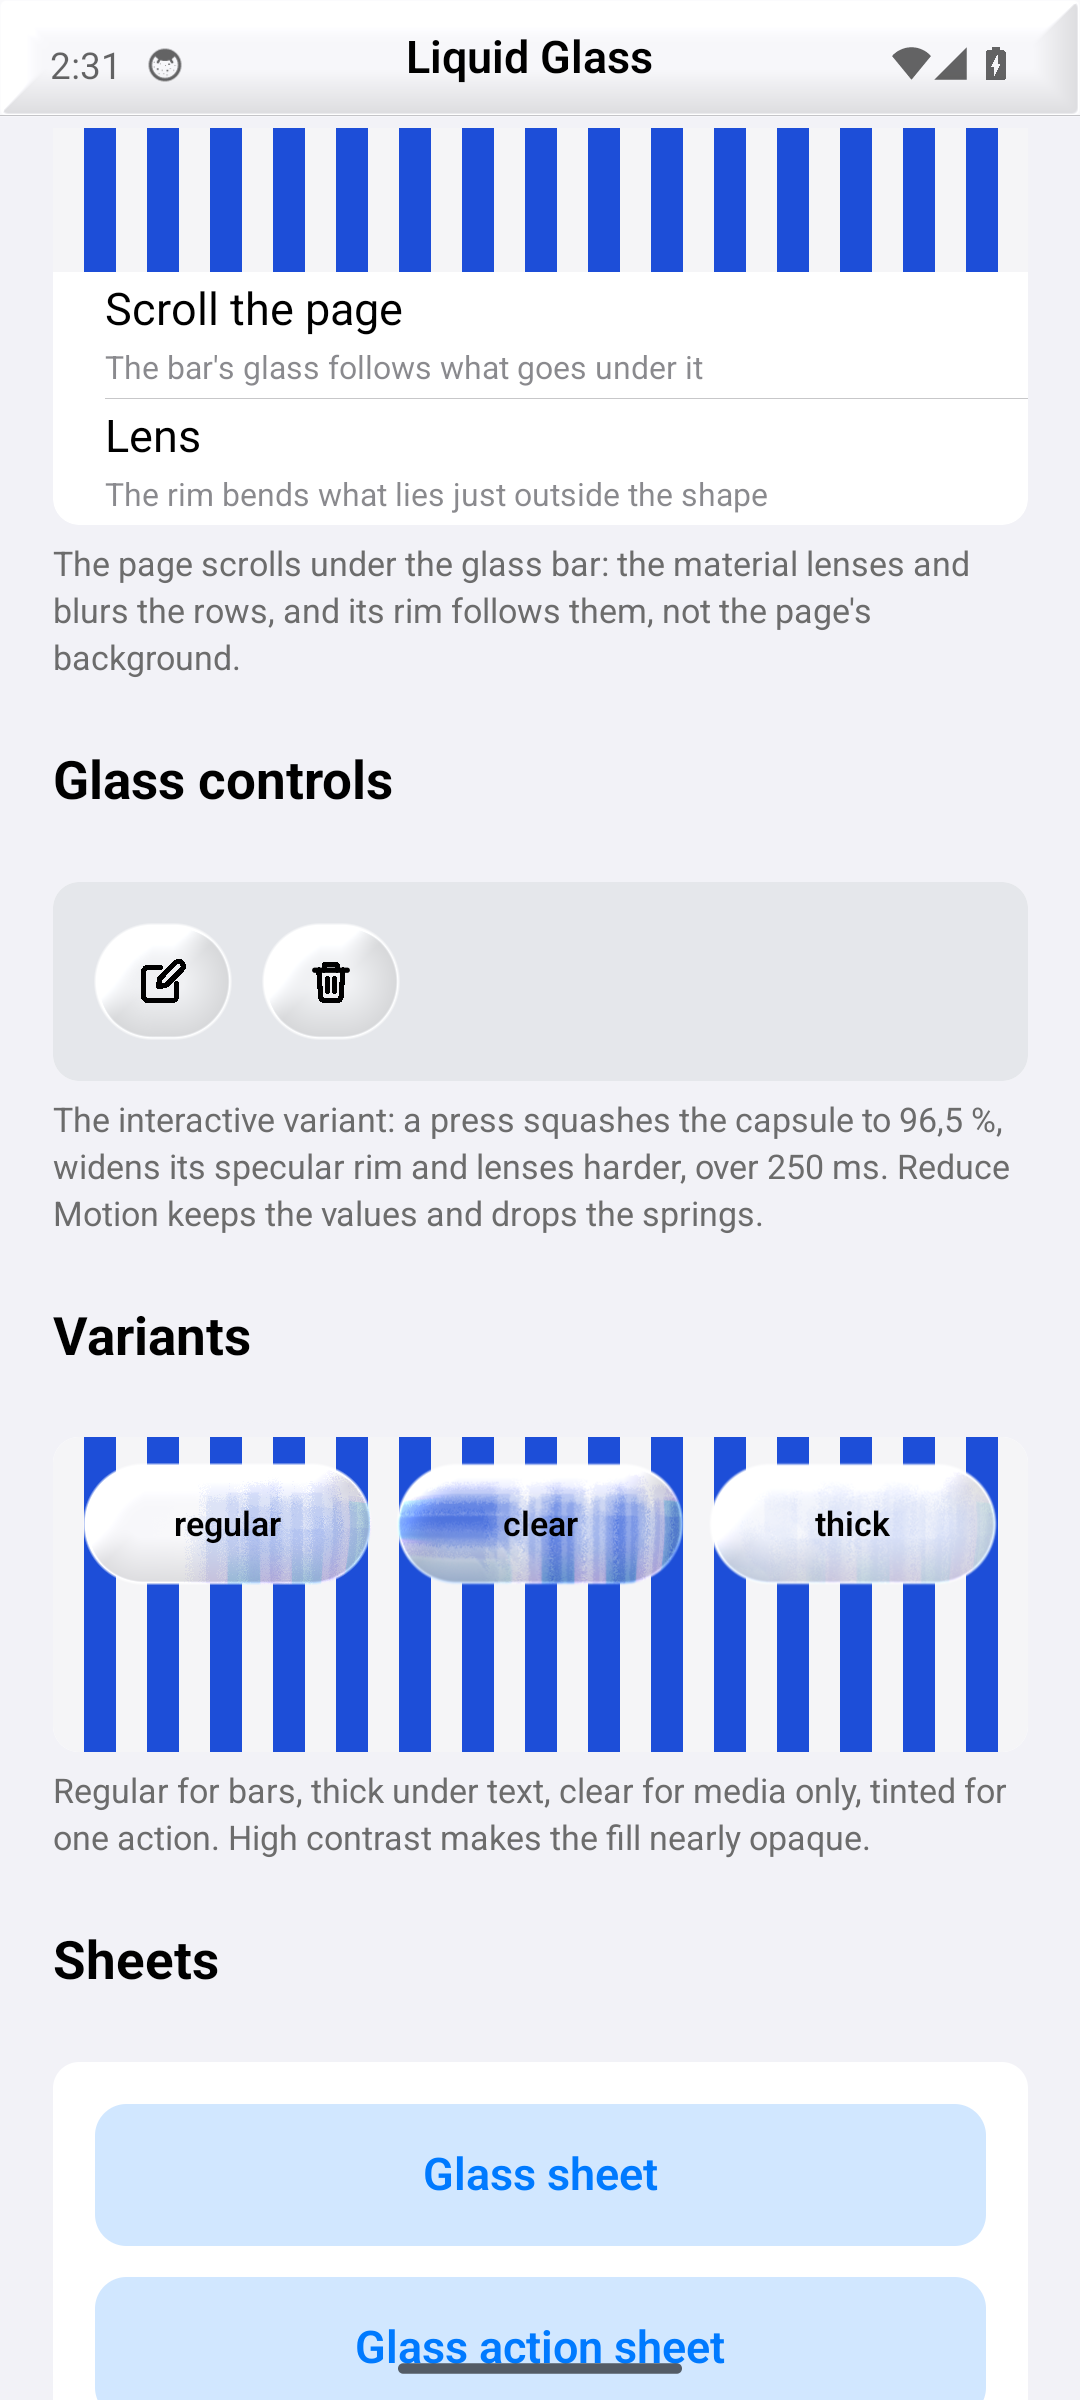 2:31
Liquid Glass
Scroll the page
The bar's glass follows what goes under it
Lens
The rim bends what lies just outside the shape
The page scrolls under the glass bar: the material lenses and
blurs the rows, and its rim follows them, not the page's
background.
Glass controls
The interactive variant: a press squashes the capsule to 96,5 %,
widens its specular rim and lenses harder, over 250 ms. Reduce
Motion keeps the values and drops the springs.
Variants
regular
clear
thick
Regular for bars, thick under text, clear for media only, tinted for
one action. High contrast makes the fill nearly opaque.
Sheets
Glass sheet
Glass action sheet